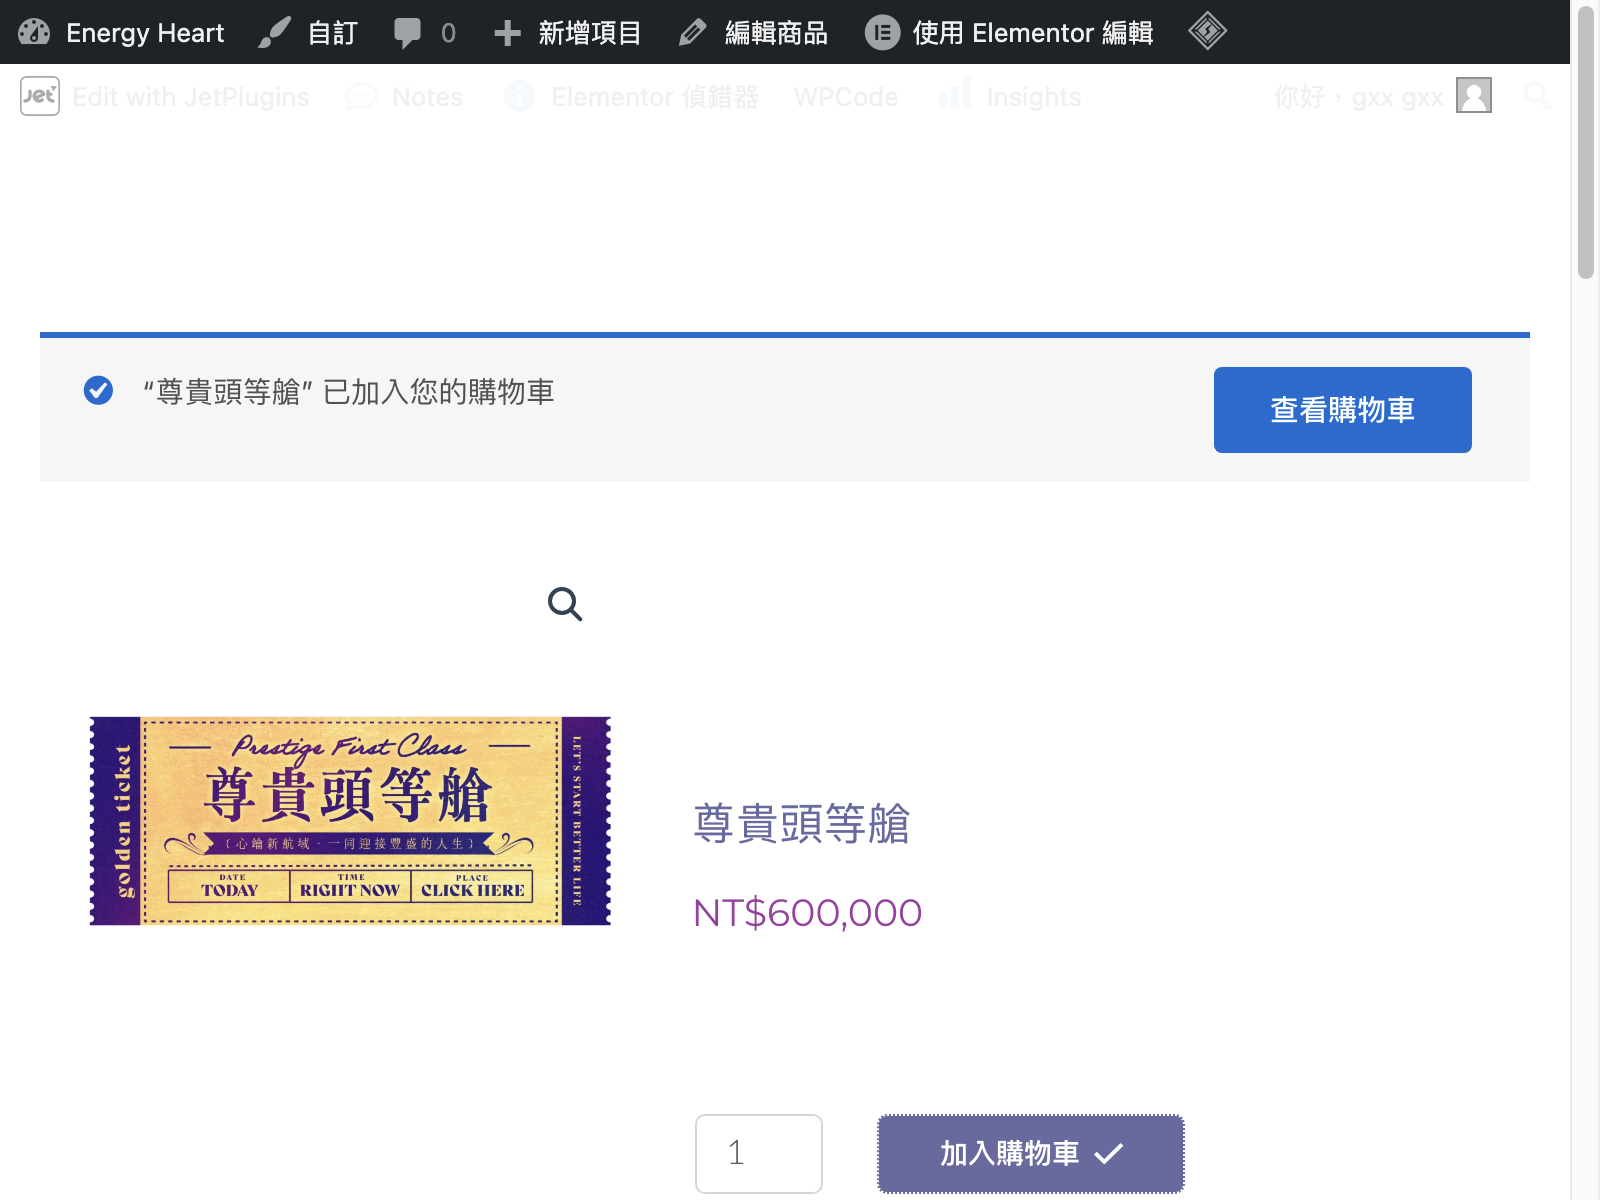 Energy Heart 自訂 0 新增項目 編輯商品 使用 Elementor 編輯
Jet Edit with JetPlugins Notes Elementor 偵錯器 WPCode Insights 你好，gxx gxx
“尊貴頭等艙” 已加入您的購物車
查看購物車
golden ticket
Prestige First Class
尊貴頭等艙
{心鑰新航域．一同迎接豐盛的人生}
DATE TIME PLACE
TODAY RIGHT NOW CLICK HERE
LET'S START BETTER LIFE
尊貴頭等艙
NT$600,000
1 加入購物車